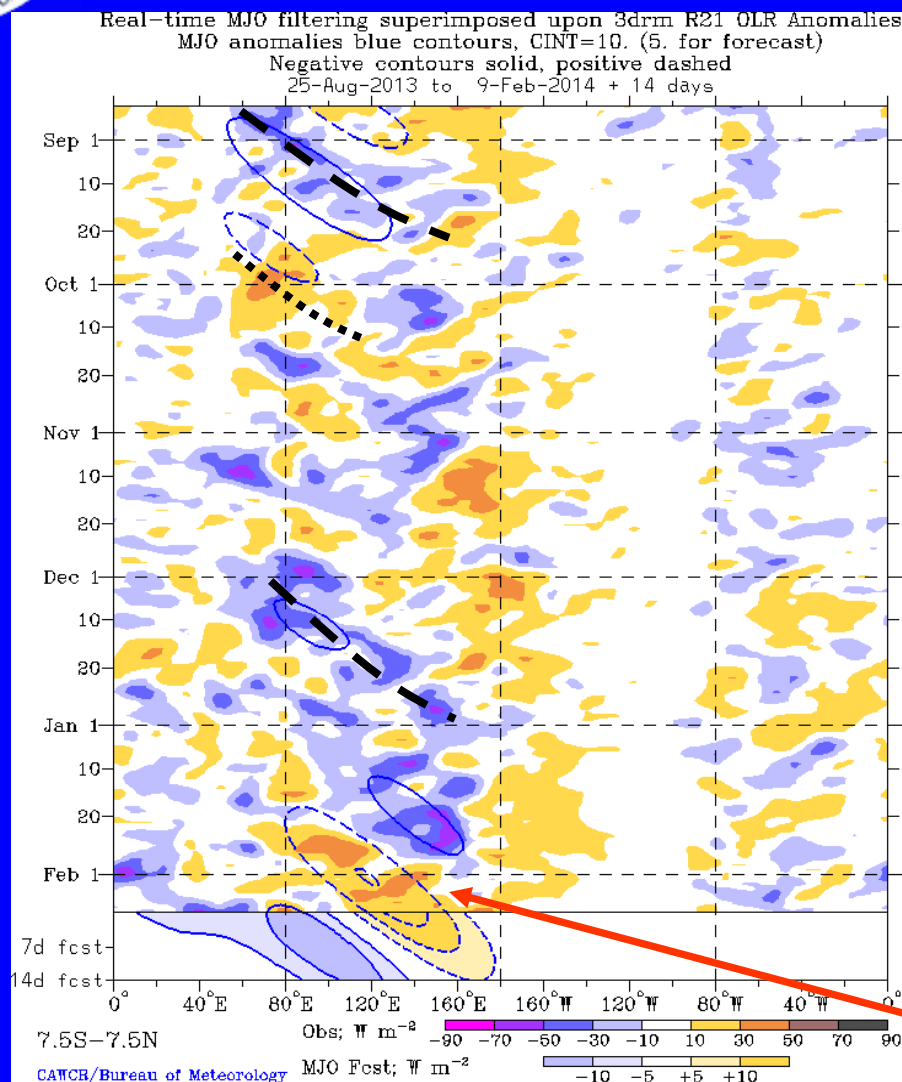 Real-time MJO filtering superimposed upon 3drm R21 OLR Anomalies
MJO anomalies blue contours, CINT=10. (5. for forecast)
Negative contours solid, positive dashed
25-Aug-2013 to 9-Feb-2014 + 14 days
Sep 1
10
20
Oct 1
10
20
Nov 1
10
20
Dec 1
10
20
Jan 1
10
20
Feb 1
7d fcst
14d fcst
0° 40°E 80°E 120°E 160°E 160°W 120°W 80°W 40°W 0°
7.5S-7.5N
Obs; W m-2 -90 -70 -50 -30 -10 10 30 50 70 90
MJO Fcst; W m-2 -10 -5 +5 +10
CAWCR/Bureau of Meteorology